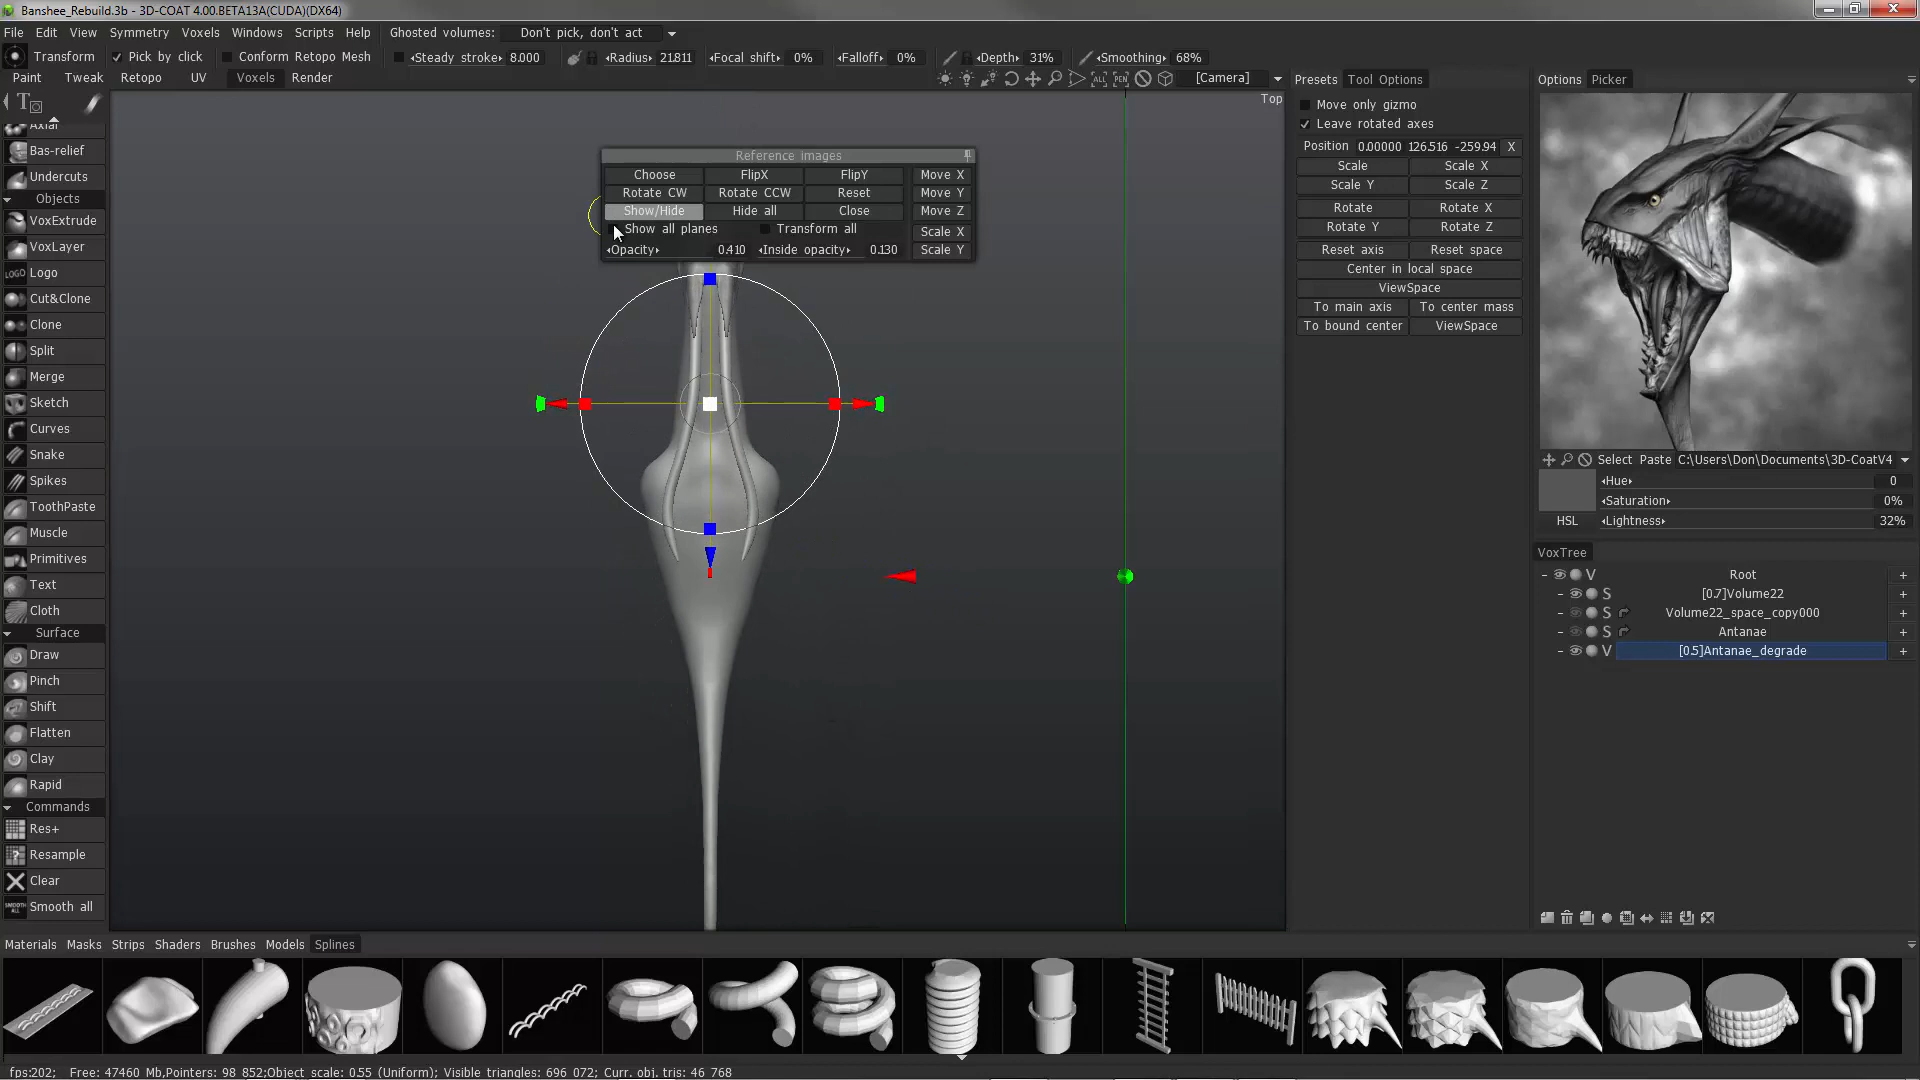 Banshee_Rebuild.3b - 3D-COAT 4.00.BETA13A(CUDA)(DX64)
File Edit View Symmetry Voxels Windows Scripts Help Ghosted volumes: Don't pick, don't act
Transform Pick by click Conform Retopo Mesh Steady stroke 8.000 Radius 21.811 Focal shift 0% Falloff 0% Depth 31% Smoothing 68%
Paint Tweak Retopo UV Voxels Render
ALL PEN [Camera]
Top
Axial
Bas-relief
Undercuts
Objects
VoxExtrude
VoxLayer
LOGO Logo
Cut&Clone
Clone
Split
Merge
Sketch
Curves
Snake
Spikes
ToothPaste
Muscle
Primitives
Text
Cloth
Surface
Draw
Pinch
Shift
Flatten
Clay
Rapid
Commands
Res+
Resample
Clear
SMOOTH ALL Smooth all
Reference images
Choose FlipX FlipY Move X
Rotate CW Rotate CCW Reset Move Y
Show/Hide Hide all Close Move Z
Show all planes Transform all Scale X
Opacity 0.410 Inside opacity 0.130 Scale Y
Presets Tool Options
Move only gizmo
Leave rotated axes
Position 0.00000 126.516 -259.94 X
Scale Scale X
Scale Y Scale Z
Rotate Rotate X
Rotate Y Rotate Z
Reset axis Reset space
Center in local space
ViewSpace
To main axis To center mass
To bound center ViewSpace
Options Picker
Select Paste C:\Users\Don\Documents\3D-CoatV4
Hue 0
Saturation 0%
HSL Lightness 32%
VoxTree
V Root +
S [0.7]Volume22 +
S Volume22_space_copy000 +
S Antanae +
V [0.5]Antanae_degrade +
Materials Masks Strips Shaders Brushes Models Splines
fps:202; Free: 47460 Mb,Pointers: 98 852;Object scale: 0.55 (Uniform); Visible triangles: 696 072; Curr. obj. tris: 46 768